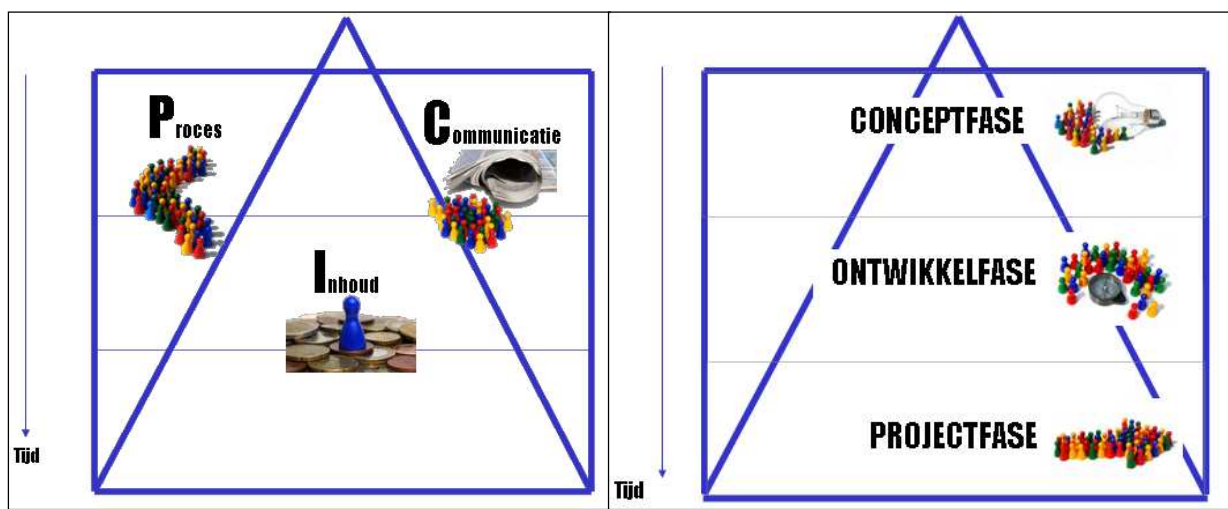 Proces
Communicatie
Inhoud
Tijd
CONCEPTFASE
ONTWIKKELFASE
PROJECTFASE
Tijd